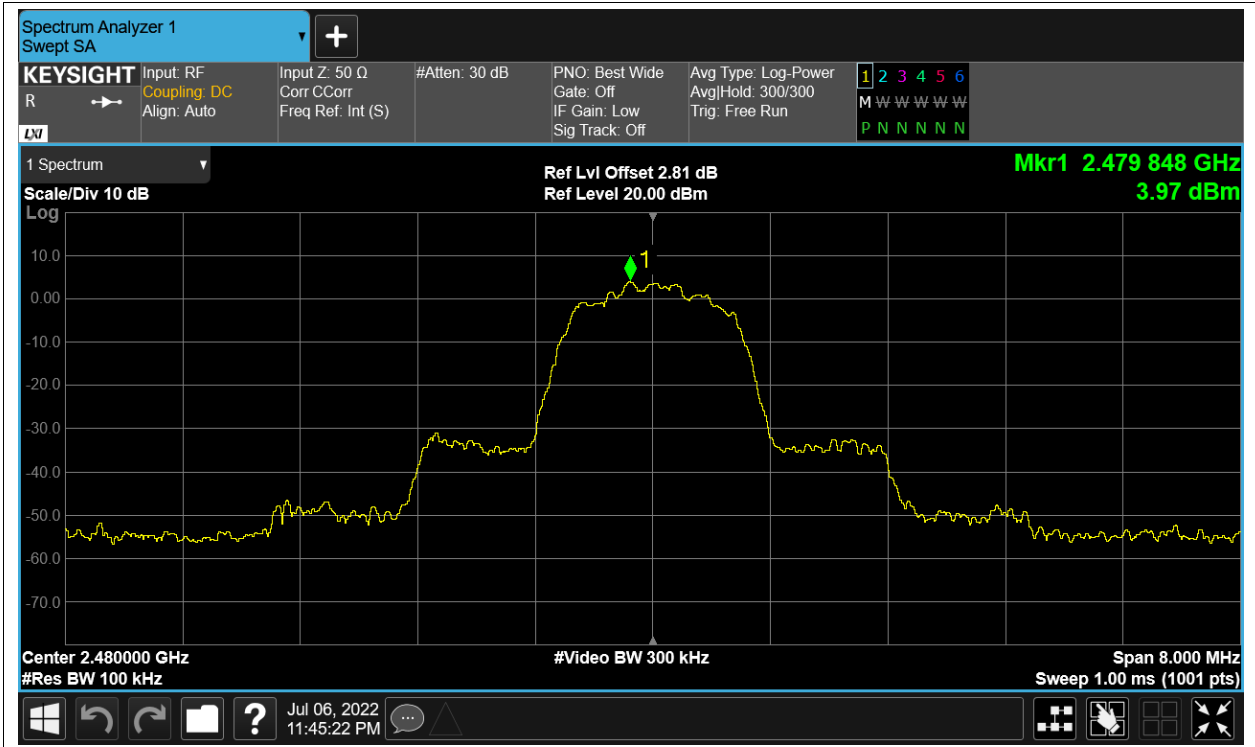 Spectrum Analyzer 1
Swept SA
+
KEYSIGHT
R
LXI
Input: RF
Coupling: DC
Align: Auto
Input Z: 50 Ω
Corr CCorr
Freq Ref: Int (S)
#Atten: 30 dB
PNO: Best Wide
Gate: Off
IF Gain: Low
Sig Track: Off
Avg Type: Log-Power
Avg|Hold: 300/300
Trig: Free Run
1 2 3 4 5 6
M W W W W W
P N N N N N
1 Spectrum
Scale/Div 10 dB
Log
Ref Lvl Offset 2.81 dB
Ref Level 20.00 dBm
Mkr1 2.479 848 GHz
3.97 dBm
1
10.0
0.00
-10.0
-20.0
-30.0
-40.0
-50.0
-60.0
-70.0
Center 2.480000 GHz
#Res BW 100 kHz
#Video BW 300 kHz
Span 8.000 MHz
Sweep 1.00 ms (1001 pts)
?
Jul 06, 2022
11:45:22 PM